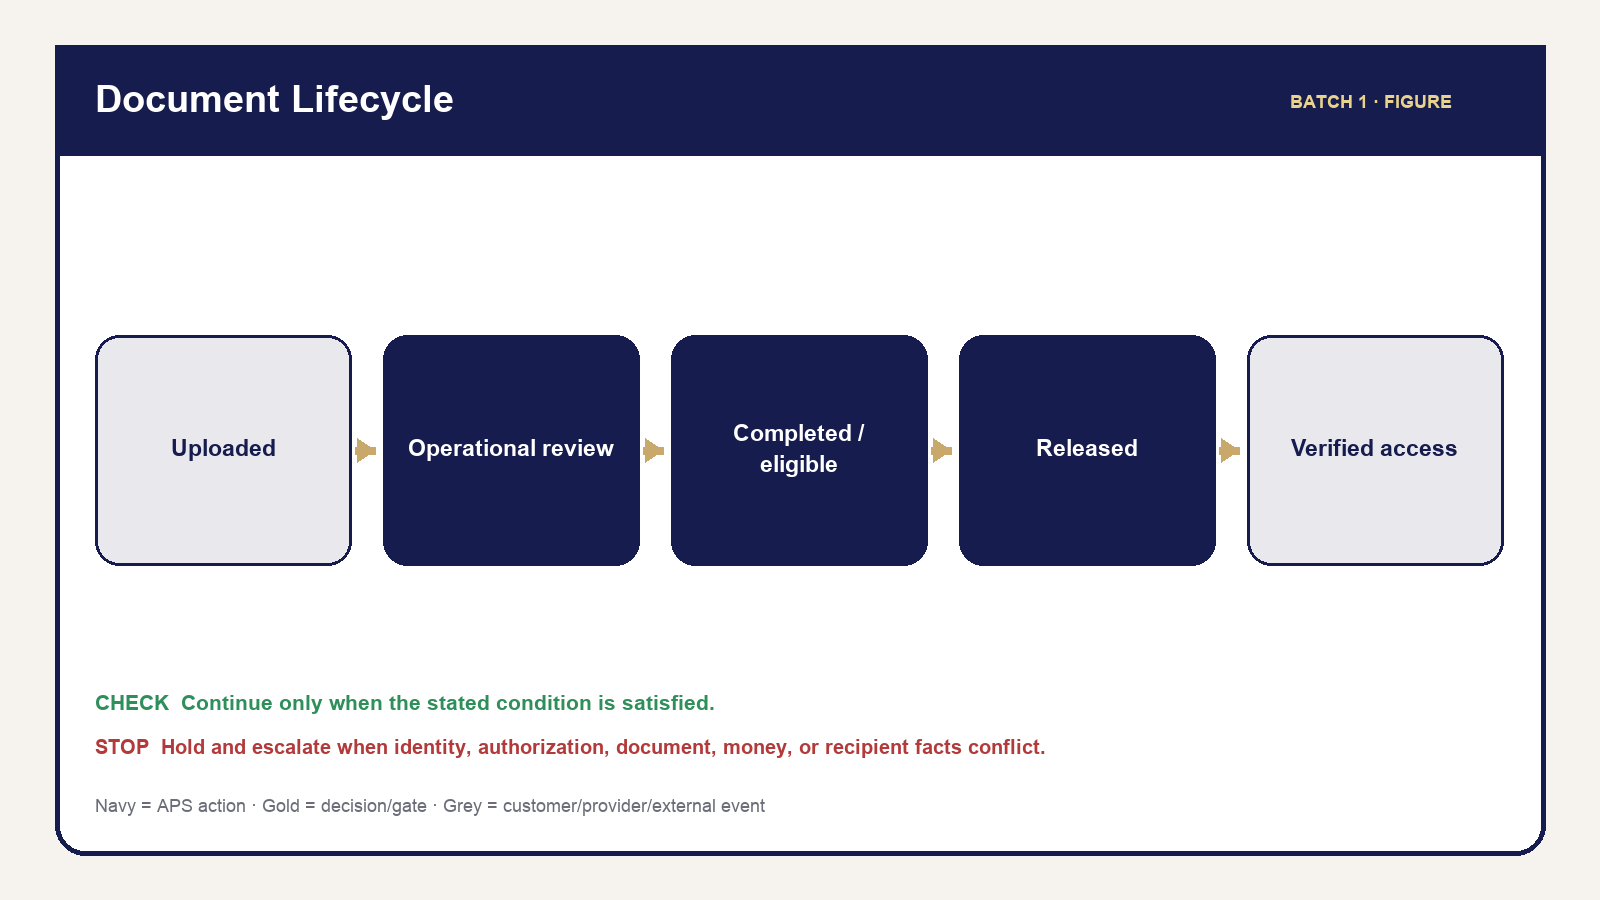 Document Lifecycle
BATCH 1 · FIGURE
Uploaded
Operational review
Completed /
eligible
Released
Verified access
CHECK  Continue only when the stated condition is satisfied.
STOP  Hold and escalate when identity, authorization, document, money, or recipient facts conflict.
Navy = APS action · Gold = decision/gate · Grey = customer/provider/external event